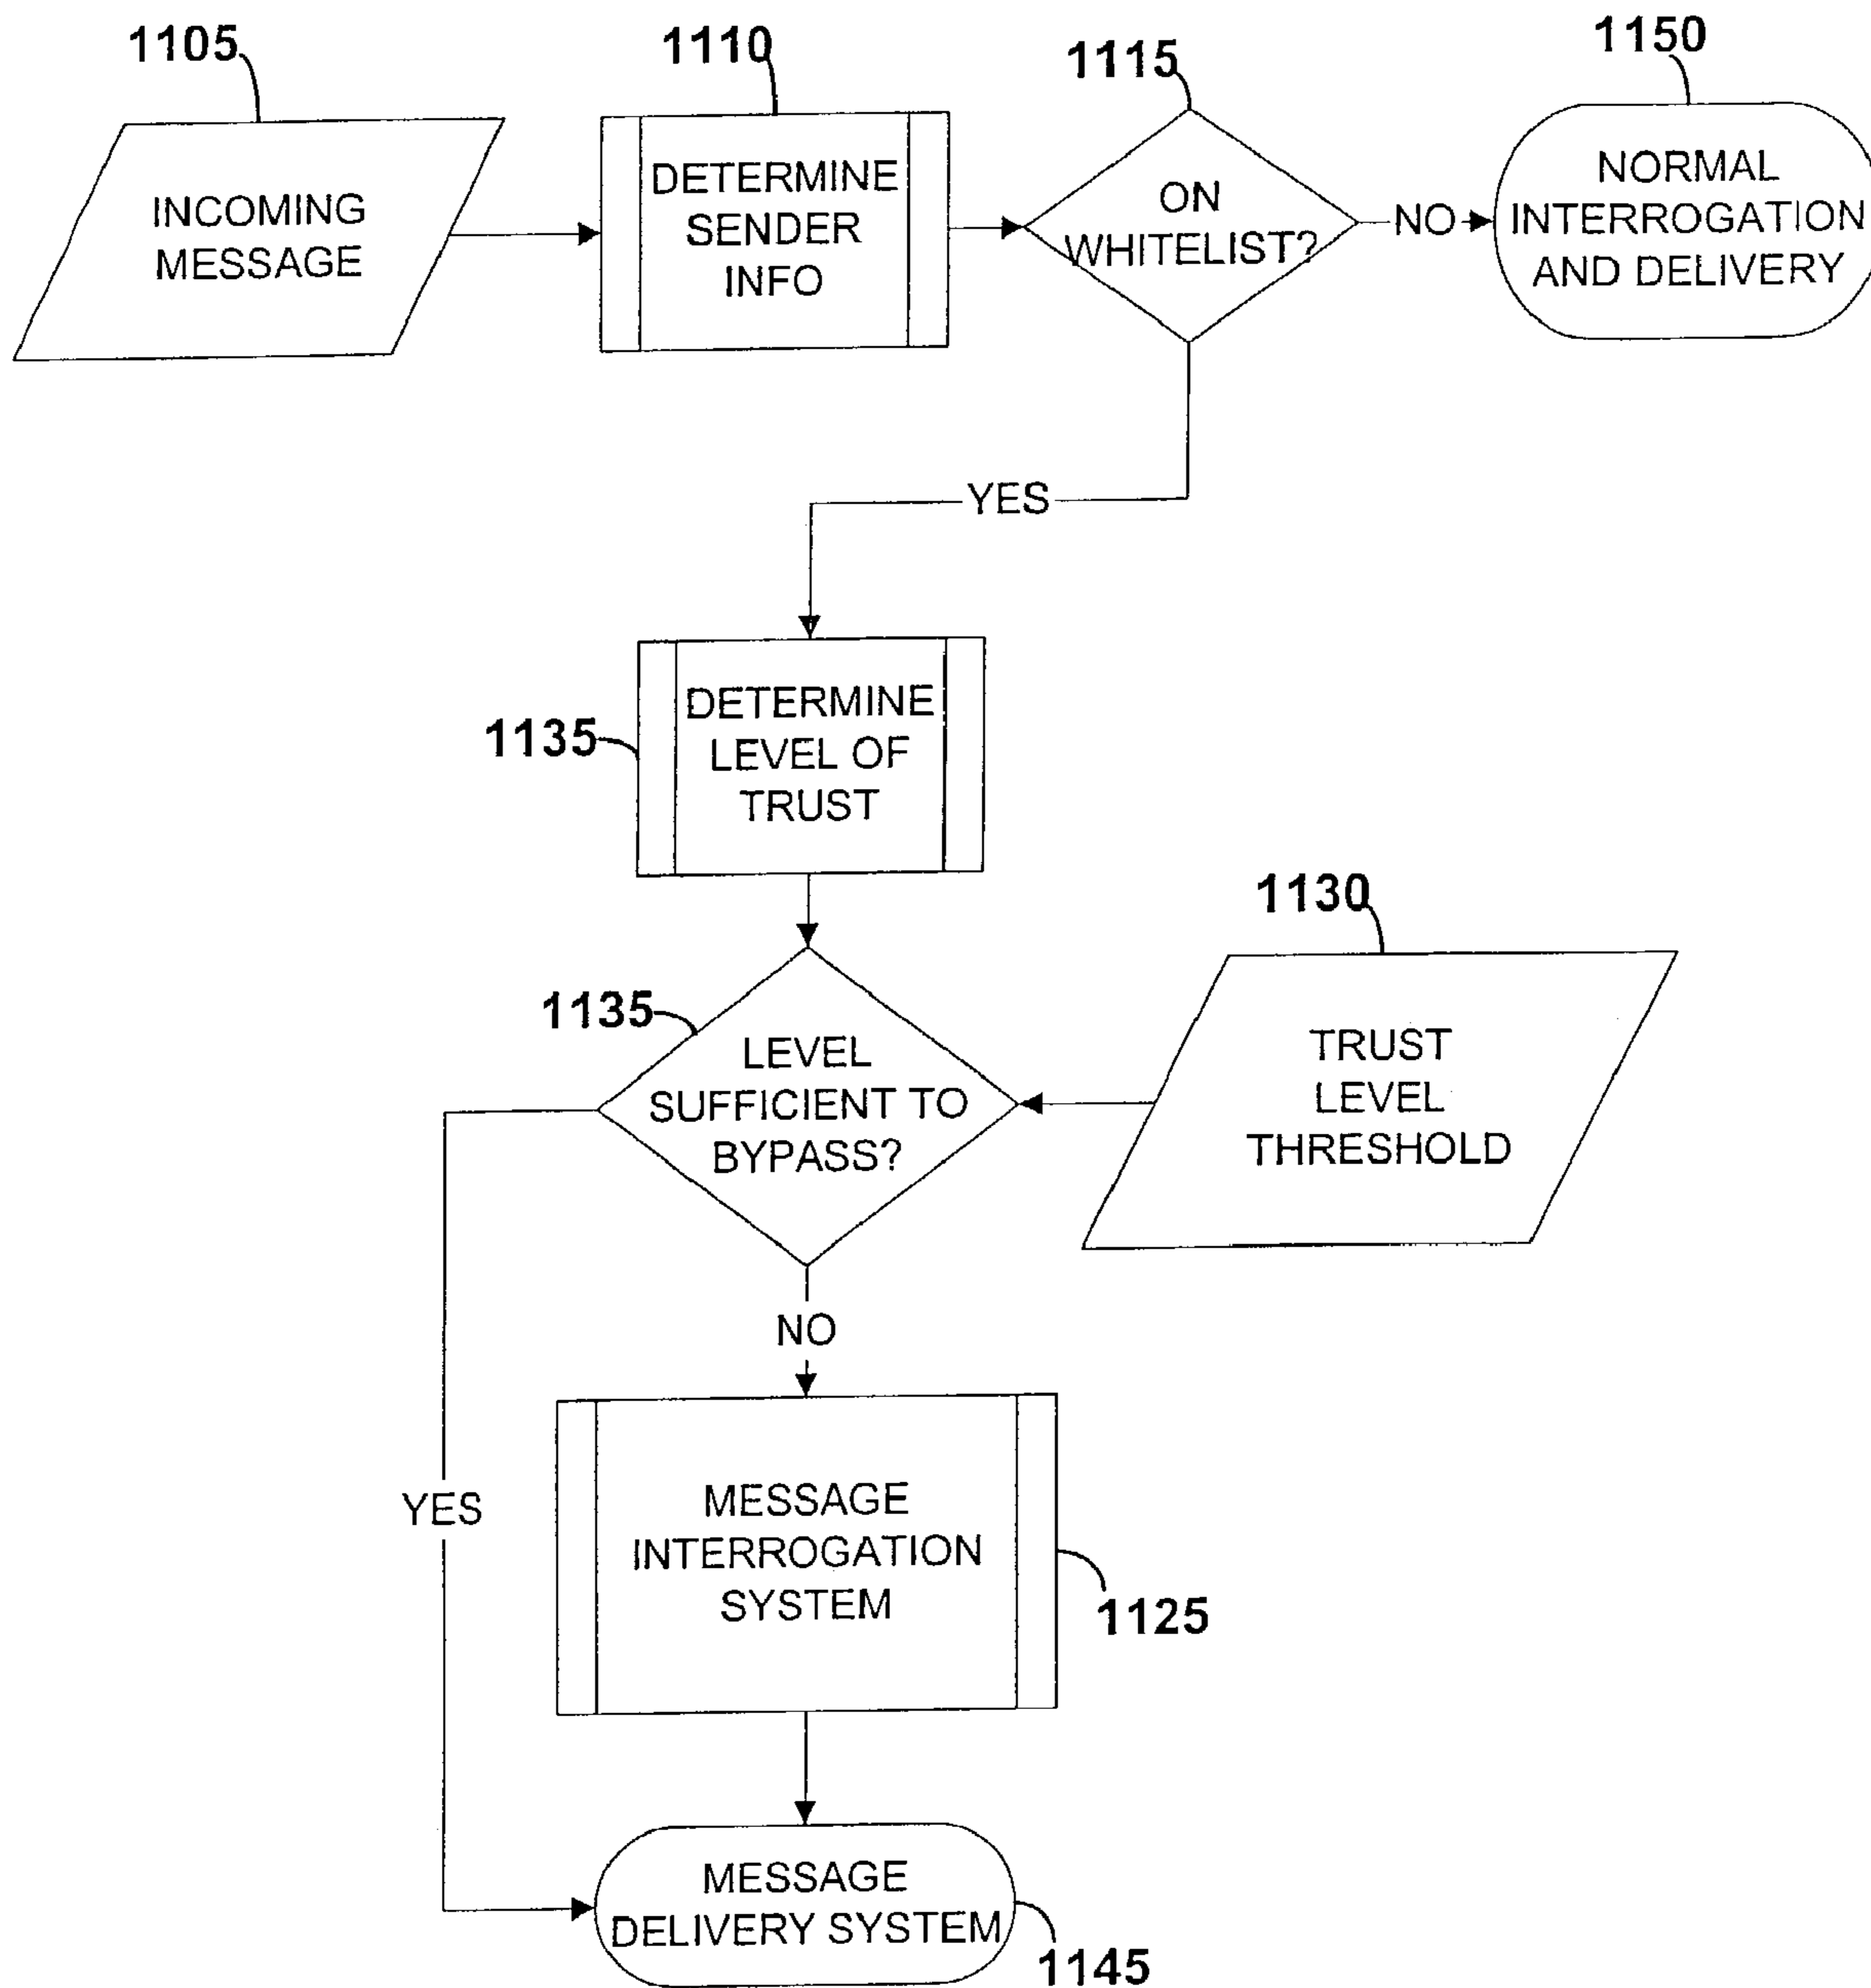 1105
1110
1115
1150
INCOMING
MESSAGE
DETERMINE
SENDER
INFO
ON
WHITELIST?
NO
NORMAL
INTERROGATION
AND DELIVERY
YES
1135
DETERMINE
LEVEL OF
TRUST
1130
1135
LEVEL
SUFFICIENT TO
BYPASS?
TRUST
LEVEL
THRESHOLD
NO
YES
MESSAGE
INTERROGATION
SYSTEM
1125
MESSAGE
DELIVERY SYSTEM
1145